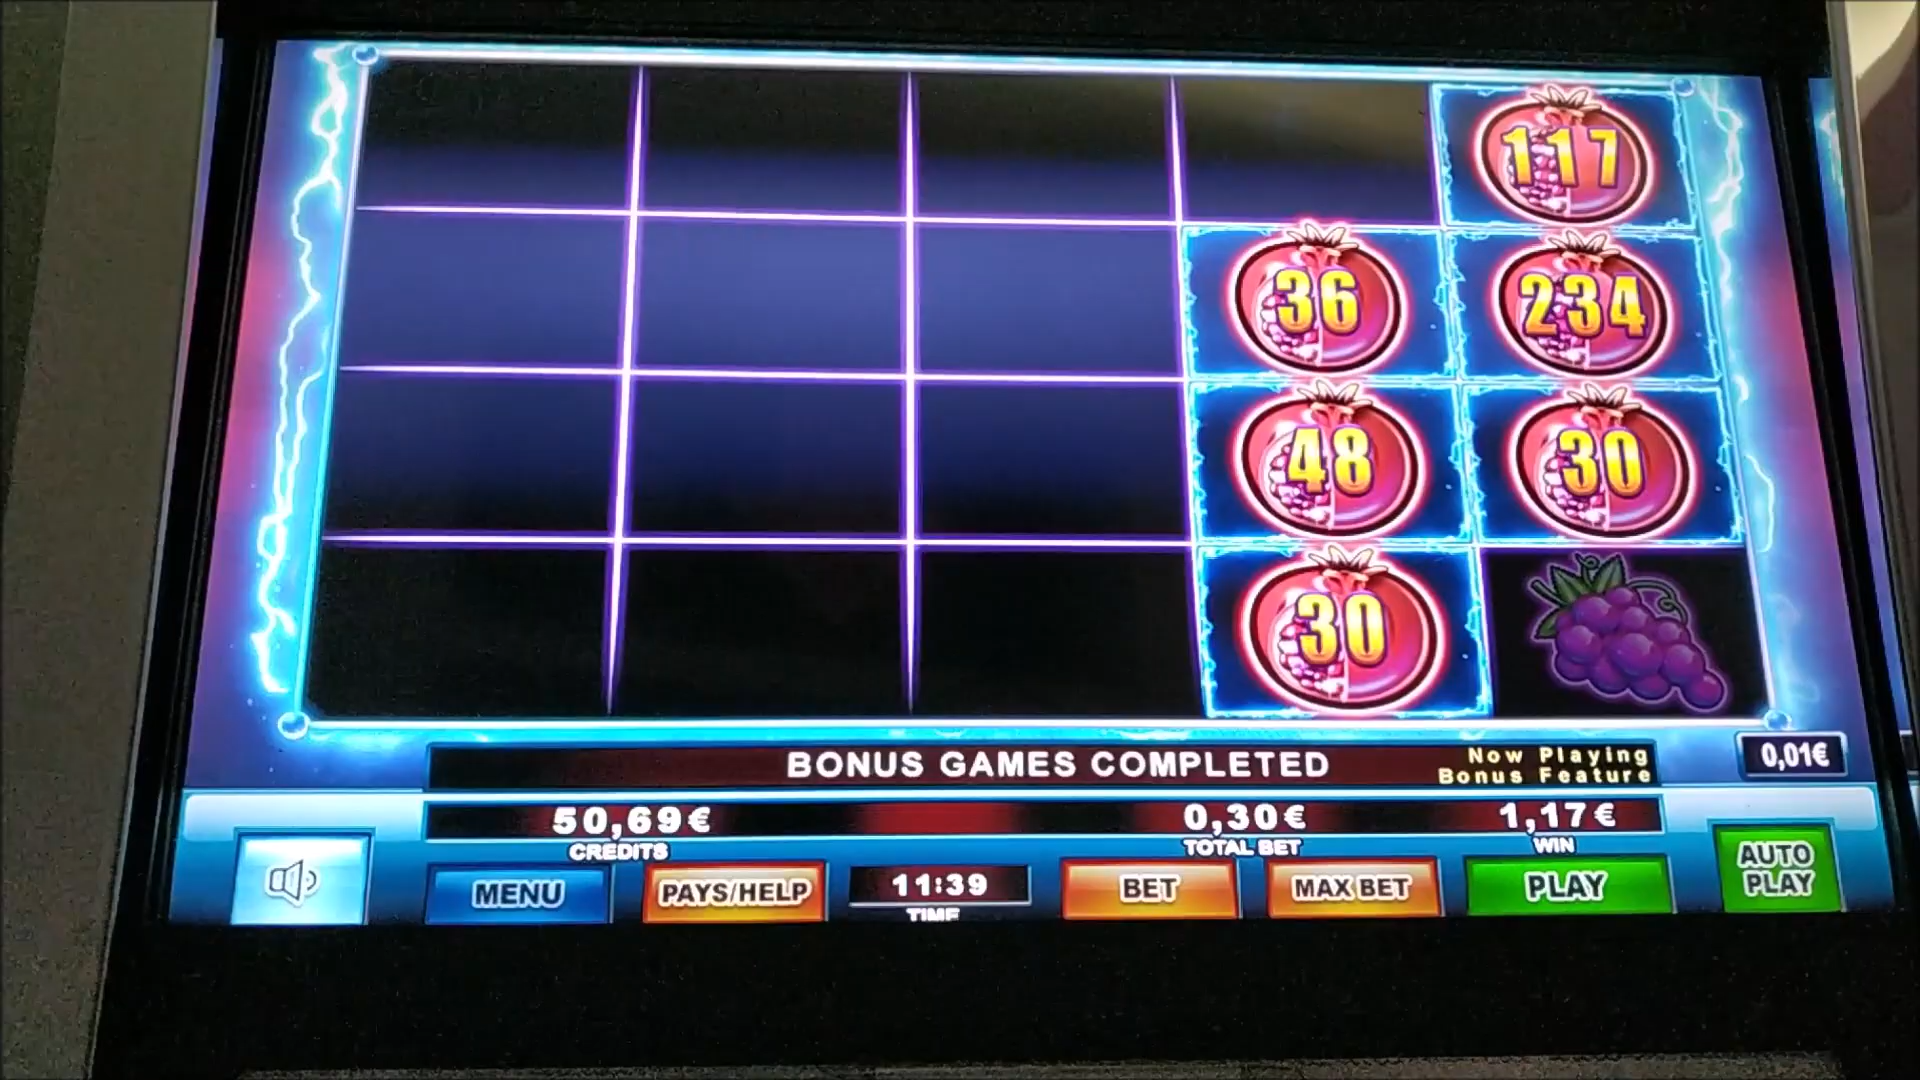 117
36
234
48
30
30
BONUS GAMES COMPLETED
Now Playing
Bonus Feature
0,01€
50,69€
0,30€
1,17€
CREDITS
TOTAL BET
WIN
MENU
PAYS/HELP
11:39
TIME
BET
MAX BET
PLAY
AUTO
PLAY